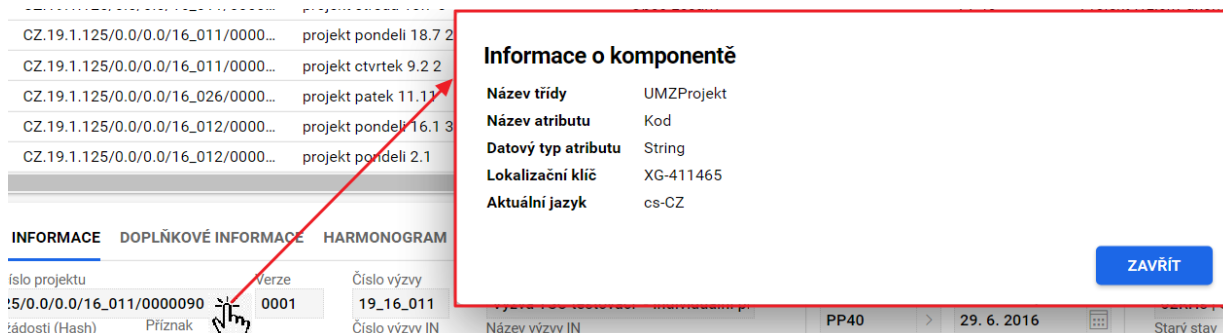 CZ.19.1.125/0.0/0.0/16_011/0000... projekt pondeli 18.7 2
CZ.19.1.125/0.0/0.0/16_011/0000... projekt ctvrtek 9.2 2
CZ.19.1.125/0.0/0.0/16_026/0000... projekt patek 11.11
CZ.19.1.125/0.0/0.0/16_012/0000... projekt pondeli 16.1 3
CZ.19.1.125/0.0/0.0/16_012/0000... projekt pondeli 2.1
Informace o komponentě
Název třídy UMZProjekt
Název atributu Kod
Datový typ atributu String
Lokalizační klíč XG-411465
Aktuální jazyk cs-CZ
ZAVŘÍT
INFORMACE DOPLŇKOVÉ INFORMACE HARMONOGRAM
íslo projektu Verze Číslo výzvy
25/0.0/0.0/16_011/0000090 0001 19_16_011
žádosti (Hash) Příznak Číslo výzvy IN Název výzvy IN PP40 29. 6. 2016 Starý stav